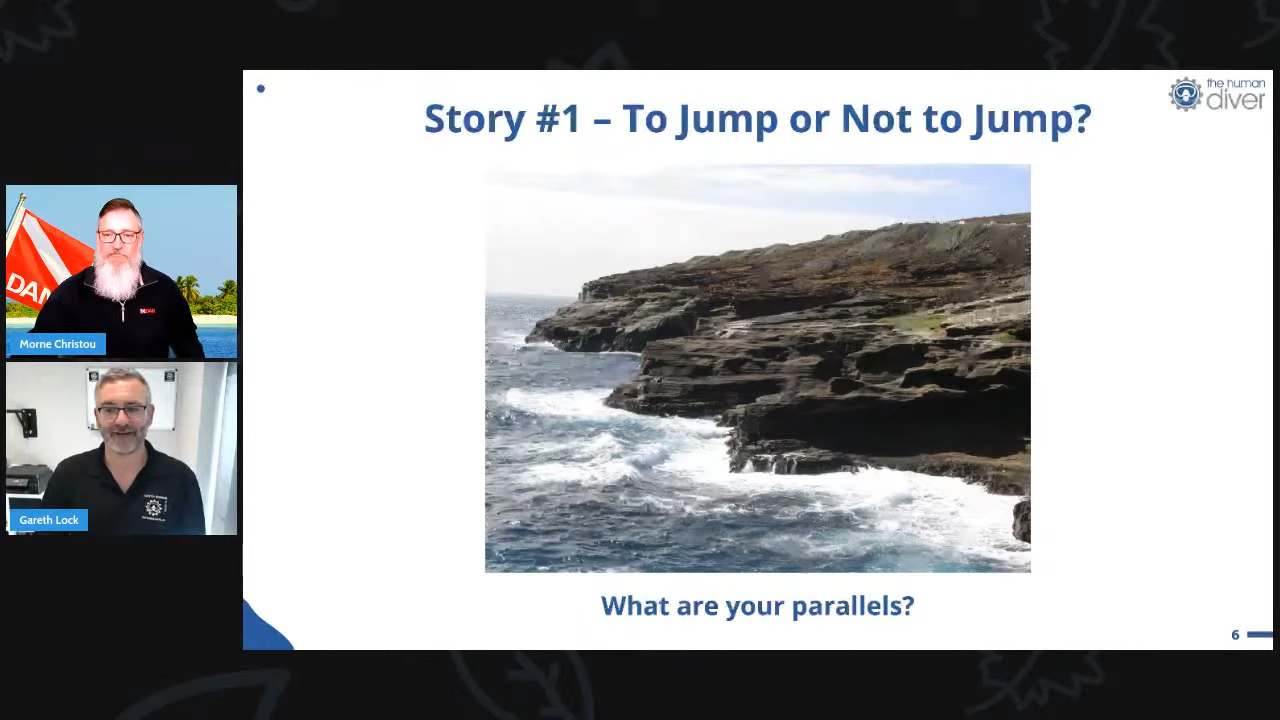 the human
diver
Story #1 – To Jump or Not to Jump?
DAN
Morne Christou
Gareth Lock
What are your parallels?
6